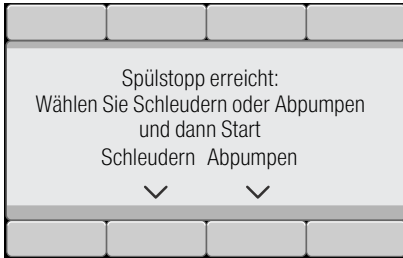 Spülstopp erreicht:
Wählen Sie Schleudern oder Abpumpen
und dann Start
Schleudern Abpumpen